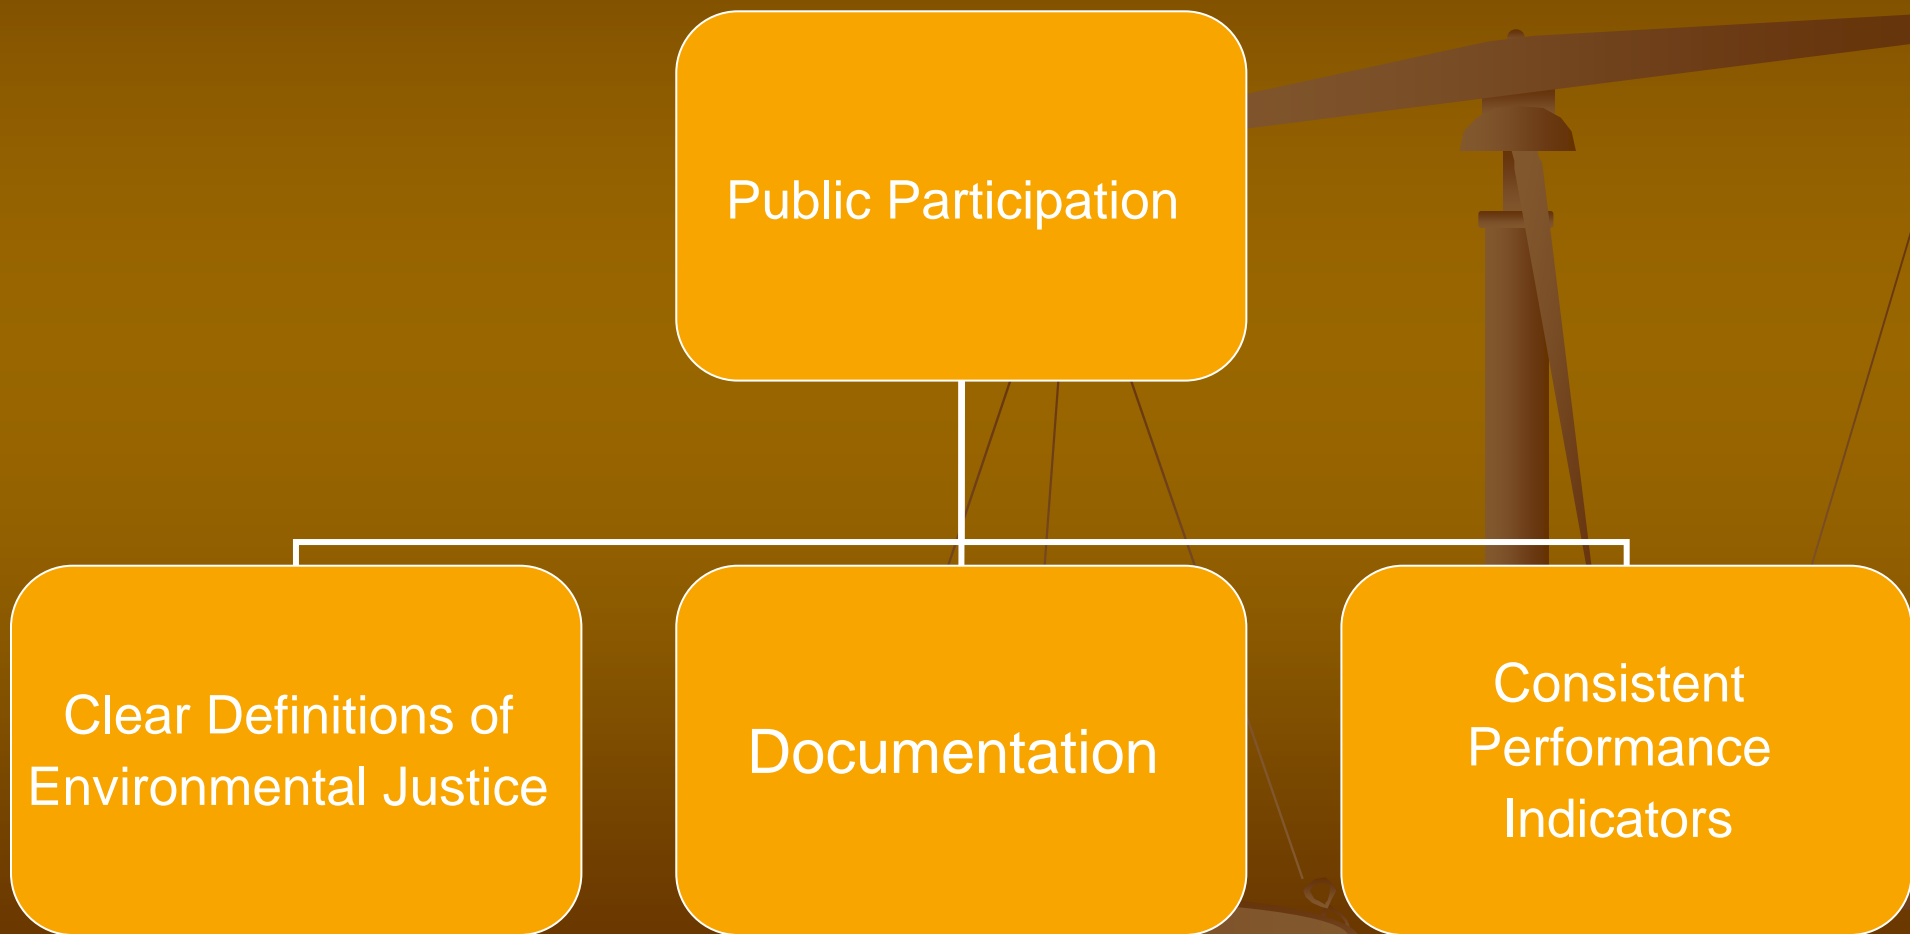 Public Participation
Clear Definitions of
Environmental Justice
Documentation
Consistent
Performance
Indicators